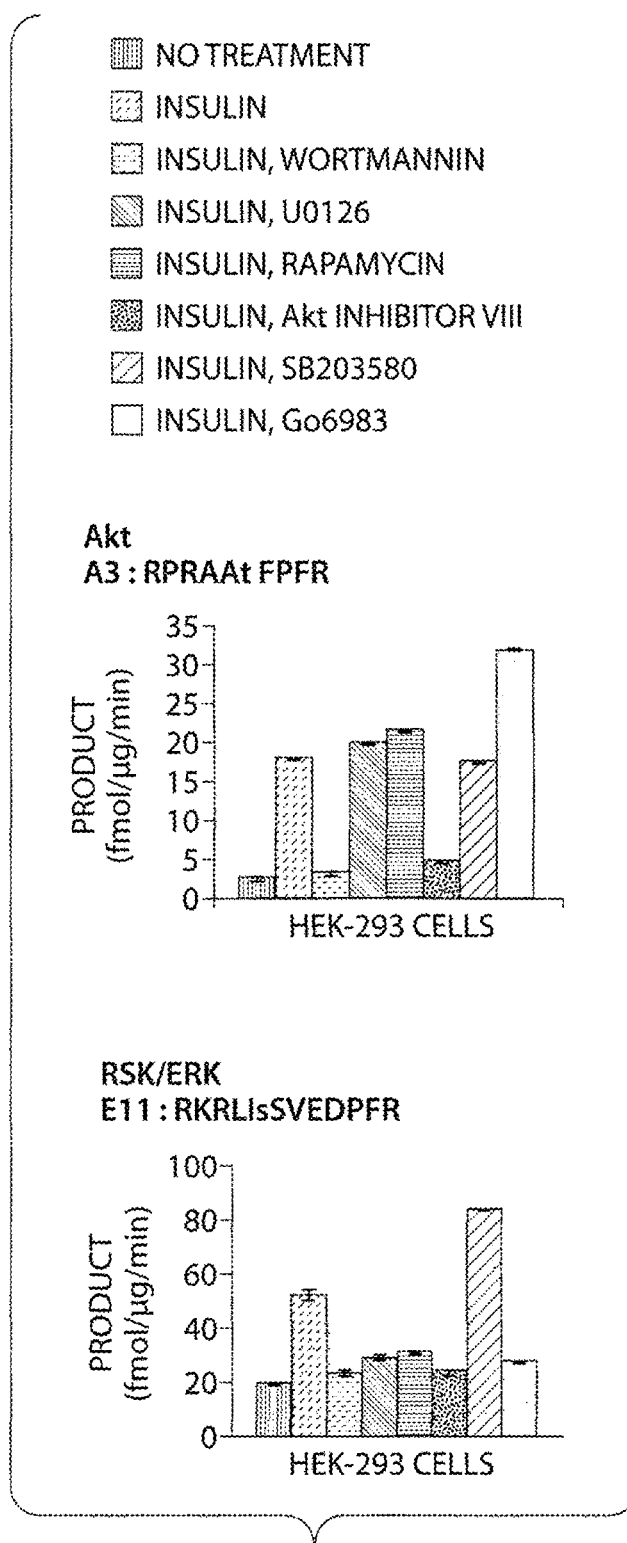 NO TREATMENT
INSULIN
INSULIN, WORTMANNIN
INSULIN, U0126
INSULIN, RAPAMYCIN
INSULIN, Akt INHIBITOR VIII
INSULIN, SB203580
INSULIN, Go6983
Akt
A3 : RPRAAt FPFR
PRODUCT
(fmol/µg/min)
35
30
25
20
15
10
5
0
HEK-293 CELLS
RSK/ERK
E11 : RKRLIsSVEDPFR
PRODUCT
(fmol/µg/min)
100
80
60
40
20
0
HEK-293 CELLS